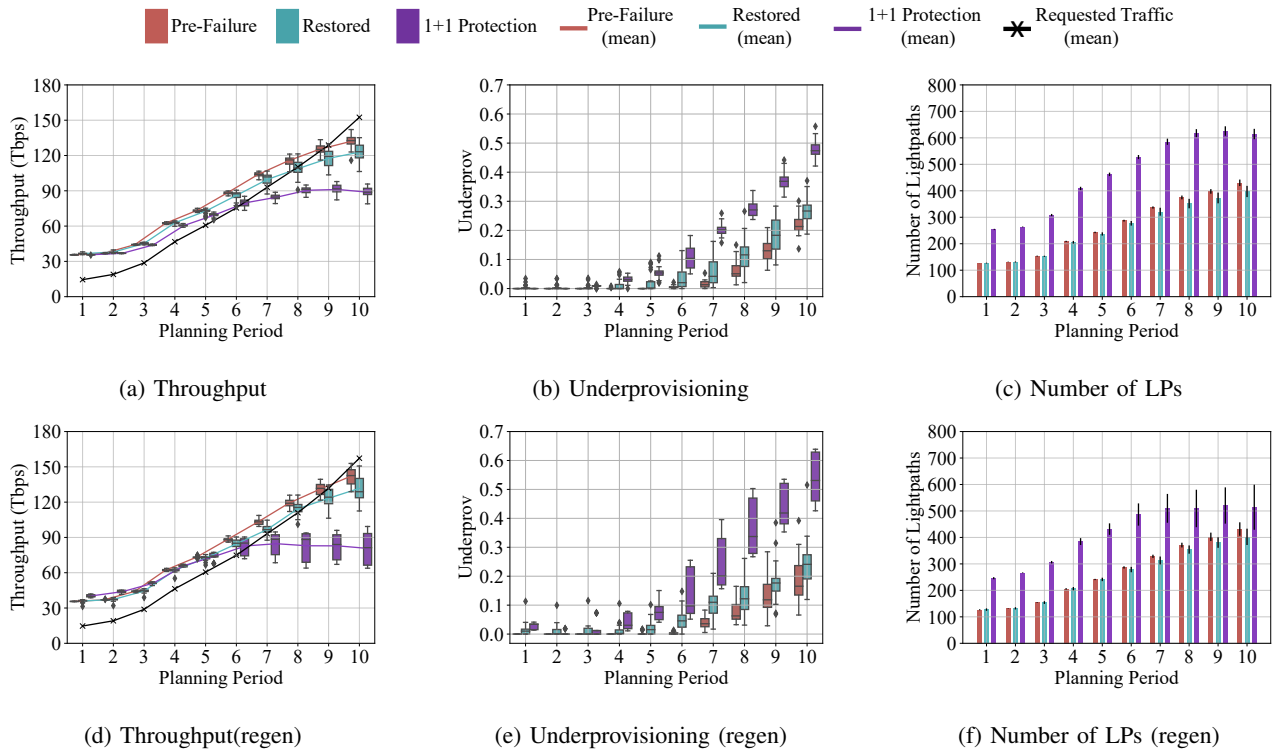 Pre-Failure Restored 1+1 Protection Pre-Failure (mean) Restored (mean) 1+1 Protection (mean) Requested Traffic (mean)
Throughput (Tbps)
180
150
120
90
60
30
0
1 2 3 4 5 6 7 8 9 10
Planning Period
(a) Throughput
Underprov
0.7
0.6
0.5
0.4
0.3
0.2
0.1
0.0
1 2 3 4 5 6 7 8 9 10
Planning Period
(b) Underprovisioning
Number of Lightpaths
800
700
600
500
400
300
200
100
0
1 2 3 4 5 6 7 8 9 10
Planning Period
(c) Number of LPs
Throughput (Tbps)
180
150
120
90
60
30
0
1 2 3 4 5 6 7 8 9 10
Planning Period
(d) Throughput(regen)
Underprov
0.7
0.6
0.5
0.4
0.3
0.2
0.1
0.0
1 2 3 4 5 6 7 8 9 10
Planning Period
(e) Underprovisioning (regen)
Number of Lightpaths
800
700
600
500
400
300
200
100
0
1 2 3 4 5 6 7 8 9 10
Planning Period
(f) Number of LPs (regen)